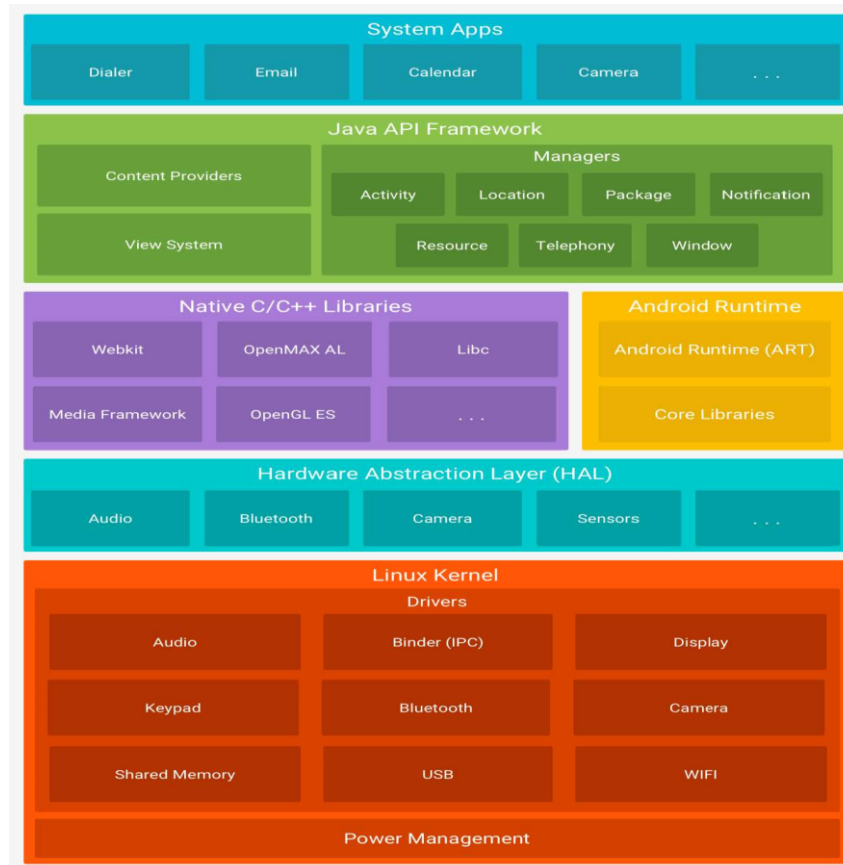 System Apps
Dialer Email Calendar Camera . . .
Java API Framework
Content Providers
View System
Managers
Activity Location Package Notification
Resource Telephony Window
Native C/C++ Libraries
Webkit OpenMAX AL Libc
Media Framework OpenGL ES . . .
Android Runtime
Android Runtime (ART)
Core Libraries
Hardware Abstraction Layer (HAL)
Audio Bluetooth Camera Sensors . . .
Linux Kernel
Drivers
Audio Binder (IPC) Display
Keypad Bluetooth Camera
Shared Memory USB WIFI
Power Management